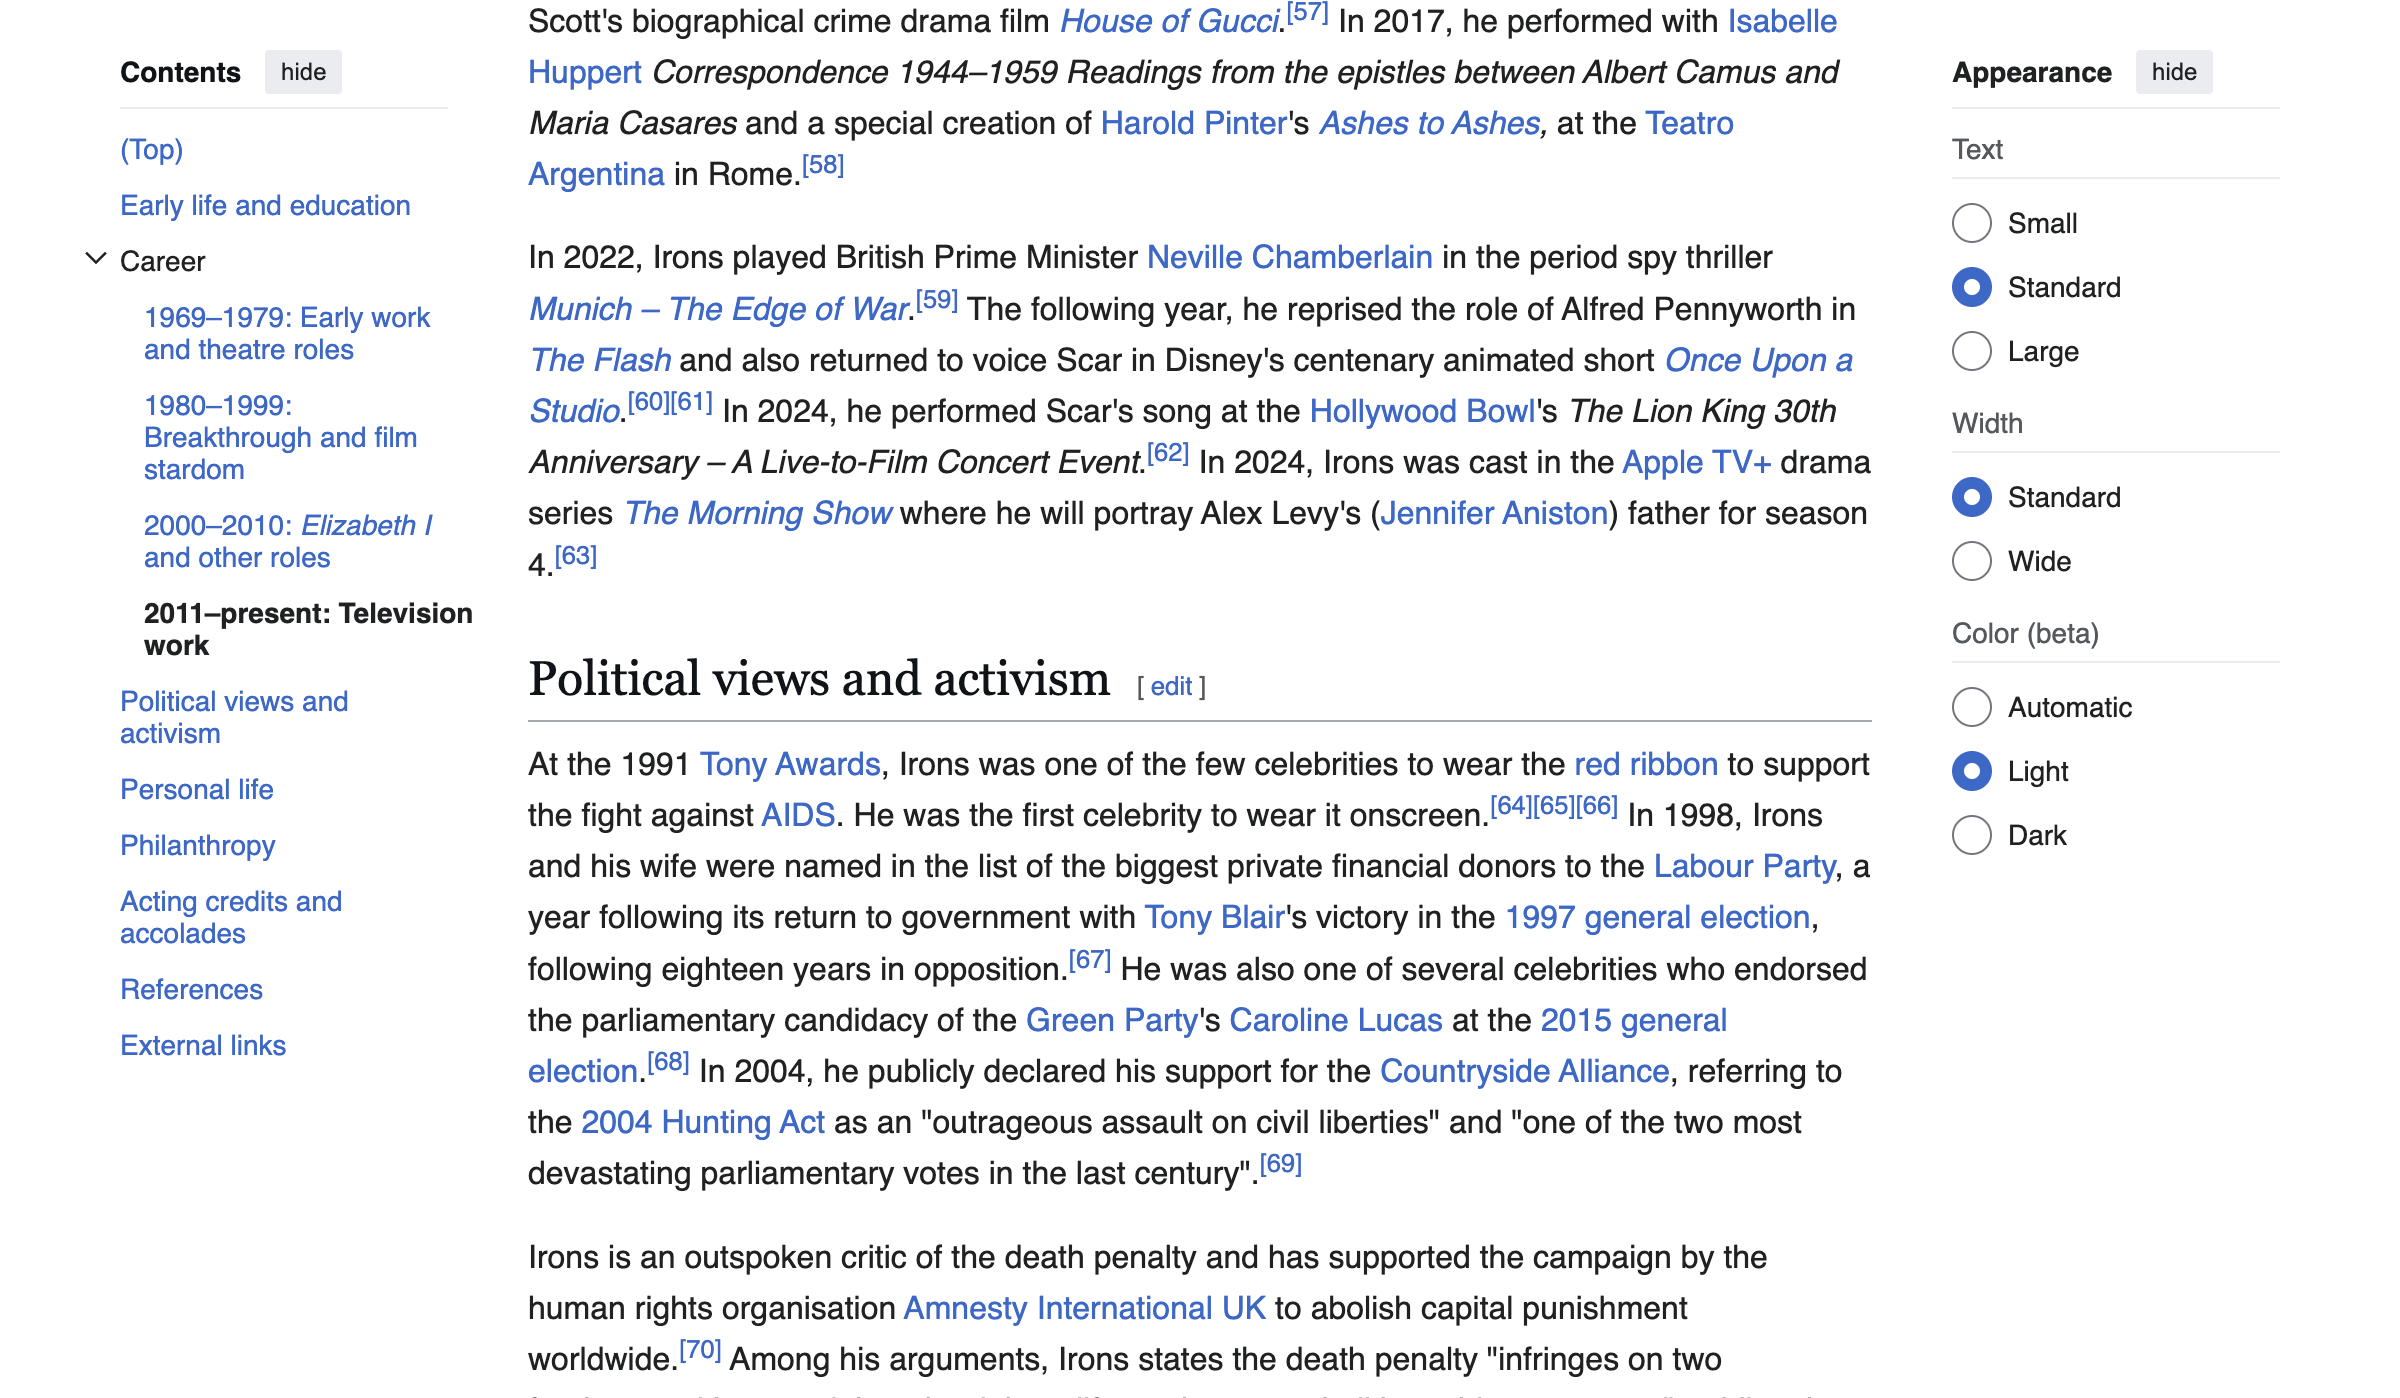 Contents hide
(Top)
Early life and education
Career
1969–1979: Early work
and theatre roles
1980–1999:
Breakthrough and film
stardom
2000–2010: Elizabeth I
and other roles
2011–present: Television
work
Political views and
activism
Personal life
Philanthropy
Acting credits and
accolades
References
External links
Scott's biographical crime drama film House of Gucci.[57] In 2017, he performed with Isabelle
Huppert Correspondence 1944–1959 Readings from the epistles between Albert Camus and
Maria Casares and a special creation of Harold Pinter's Ashes to Ashes, at the Teatro
Argentina in Rome.[58]
In 2022, Irons played British Prime Minister Neville Chamberlain in the period spy thriller
Munich – The Edge of War.[59] The following year, he reprised the role of Alfred Pennyworth in
The Flash and also returned to voice Scar in Disney's centenary animated short Once Upon a
Studio.[60][61] In 2024, he performed Scar's song at the Hollywood Bowl's The Lion King 30th
Anniversary – A Live-to-Film Concert Event.[62] In 2024, Irons was cast in the Apple TV+ drama
series The Morning Show where he will portray Alex Levy's (Jennifer Aniston) father for season
4.[63]
Political views and activism [ edit ]
At the 1991 Tony Awards, Irons was one of the few celebrities to wear the red ribbon to support
the fight against AIDS. He was the first celebrity to wear it onscreen.[64][65][66] In 1998, Irons
and his wife were named in the list of the biggest private financial donors to the Labour Party, a
year following its return to government with Tony Blair's victory in the 1997 general election,
following eighteen years in opposition.[67] He was also one of several celebrities who endorsed
the parliamentary candidacy of the Green Party's Caroline Lucas at the 2015 general
election.[68] In 2004, he publicly declared his support for the Countryside Alliance, referring to
the 2004 Hunting Act as an "outrageous assault on civil liberties" and "one of the two most
devastating parliamentary votes in the last century".[69]
Irons is an outspoken critic of the death penalty and has supported the campaign by the
human rights organisation Amnesty International UK to abolish capital punishment
worldwide.[70] Among his arguments, Irons states the death penalty "infringes on two
Appearance hide
Text
Small
Standard
Large
Width
Standard
Wide
Color (beta)
Automatic
Light
Dark